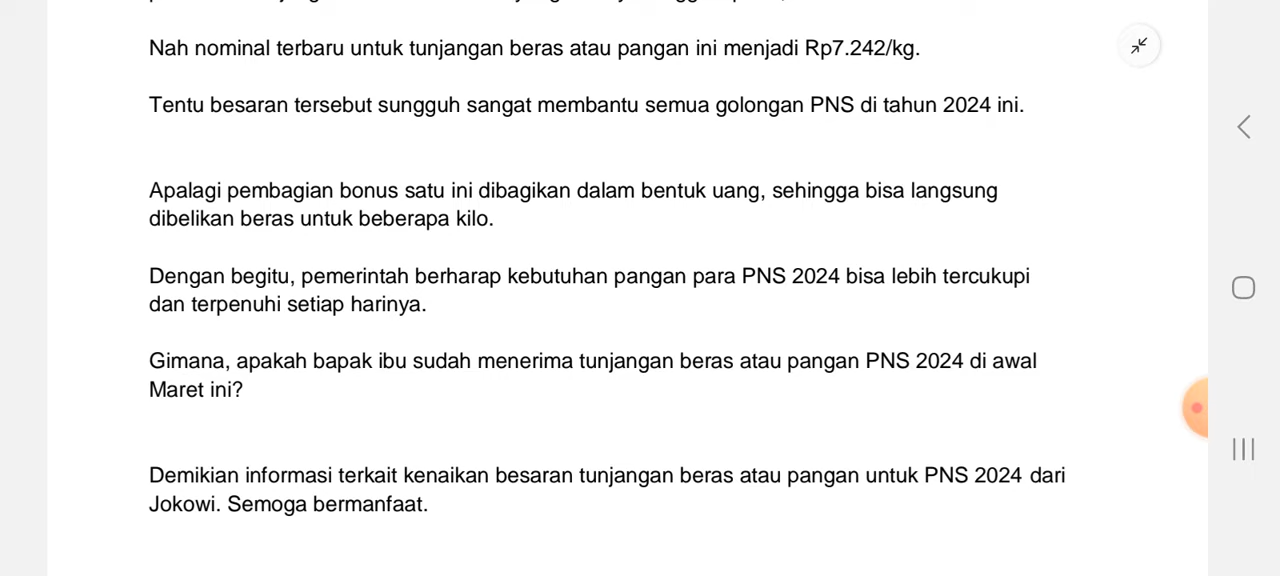 Nah nominal terbaru untuk tunjangan beras atau pangan ini menjadi Rp7.242/kg.
Tentu besaran tersebut sungguh sangat membantu semua golongan PNS di tahun 2024 ini.
Apalagi pembagian bonus satu ini dibagikan dalam bentuk uang, sehingga bisa langsung
dibelikan beras untuk beberapa kilo.
Dengan begitu, pemerintah berharap kebutuhan pangan para PNS 2024 bisa lebih tercukupi
dan terpenuhi setiap harinya.
Gimana, apakah bapak ibu sudah menerima tunjangan beras atau pangan PNS 2024 di awal
Maret ini?
Demikian informasi terkait kenaikan besaran tunjangan beras atau pangan untuk PNS 2024 dari
Jokowi. Semoga bermanfaat.